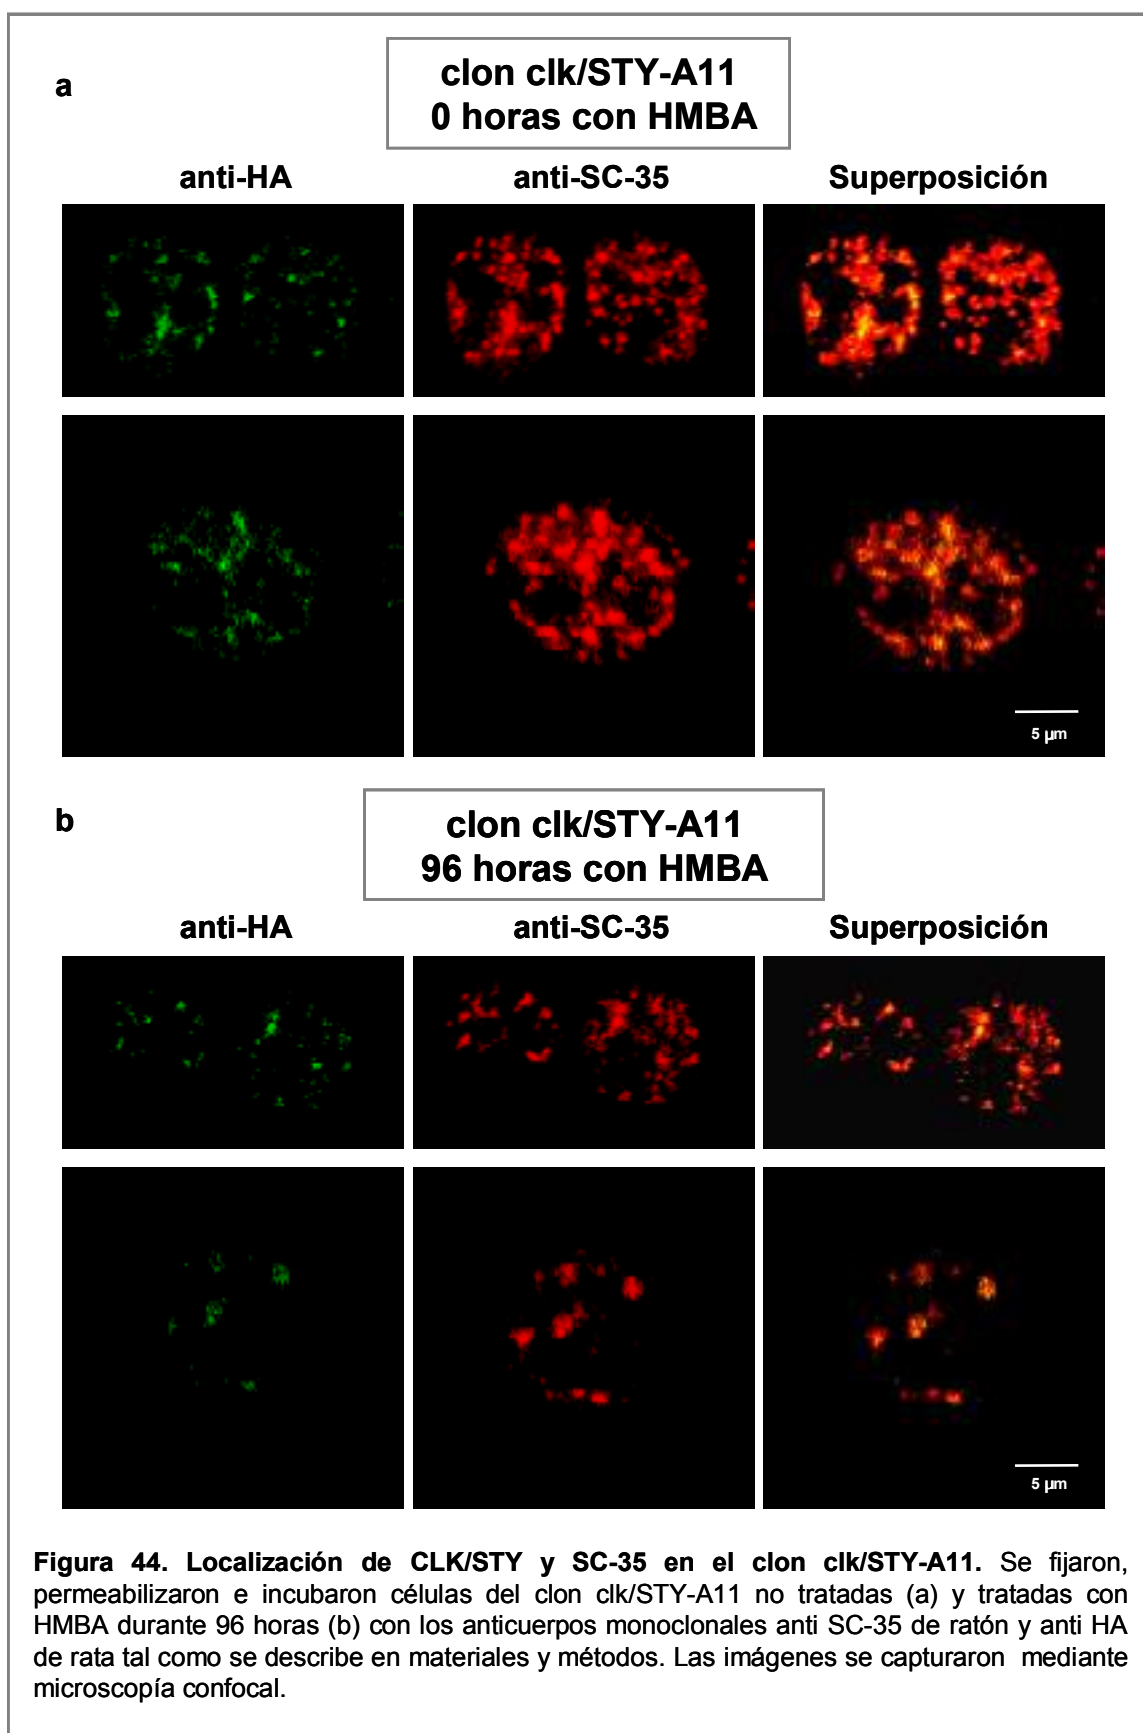 a
clon clk/STY-A11
0 horas con HMBA
anti-HA
anti-SC-35
Superposición
5 µm
b
clon clk/STY-A11
96 horas con HMBA
anti-HA
anti-SC-35
Superposición
5 µm
Figura 44. Localización de CLK/STY y SC-35 en el clon clk/STY-A11. Se fijaron,
permeabilizaron e incubaron células del clon clk/STY-A11 no tratadas (a) y tratadas con
HMBA durante 96 horas (b) con los anticuerpos monoclonales anti SC-35 de ratón y anti HA
de rata tal como se describe en materiales y métodos. Las imágenes se capturaron mediante
microscopía confocal.